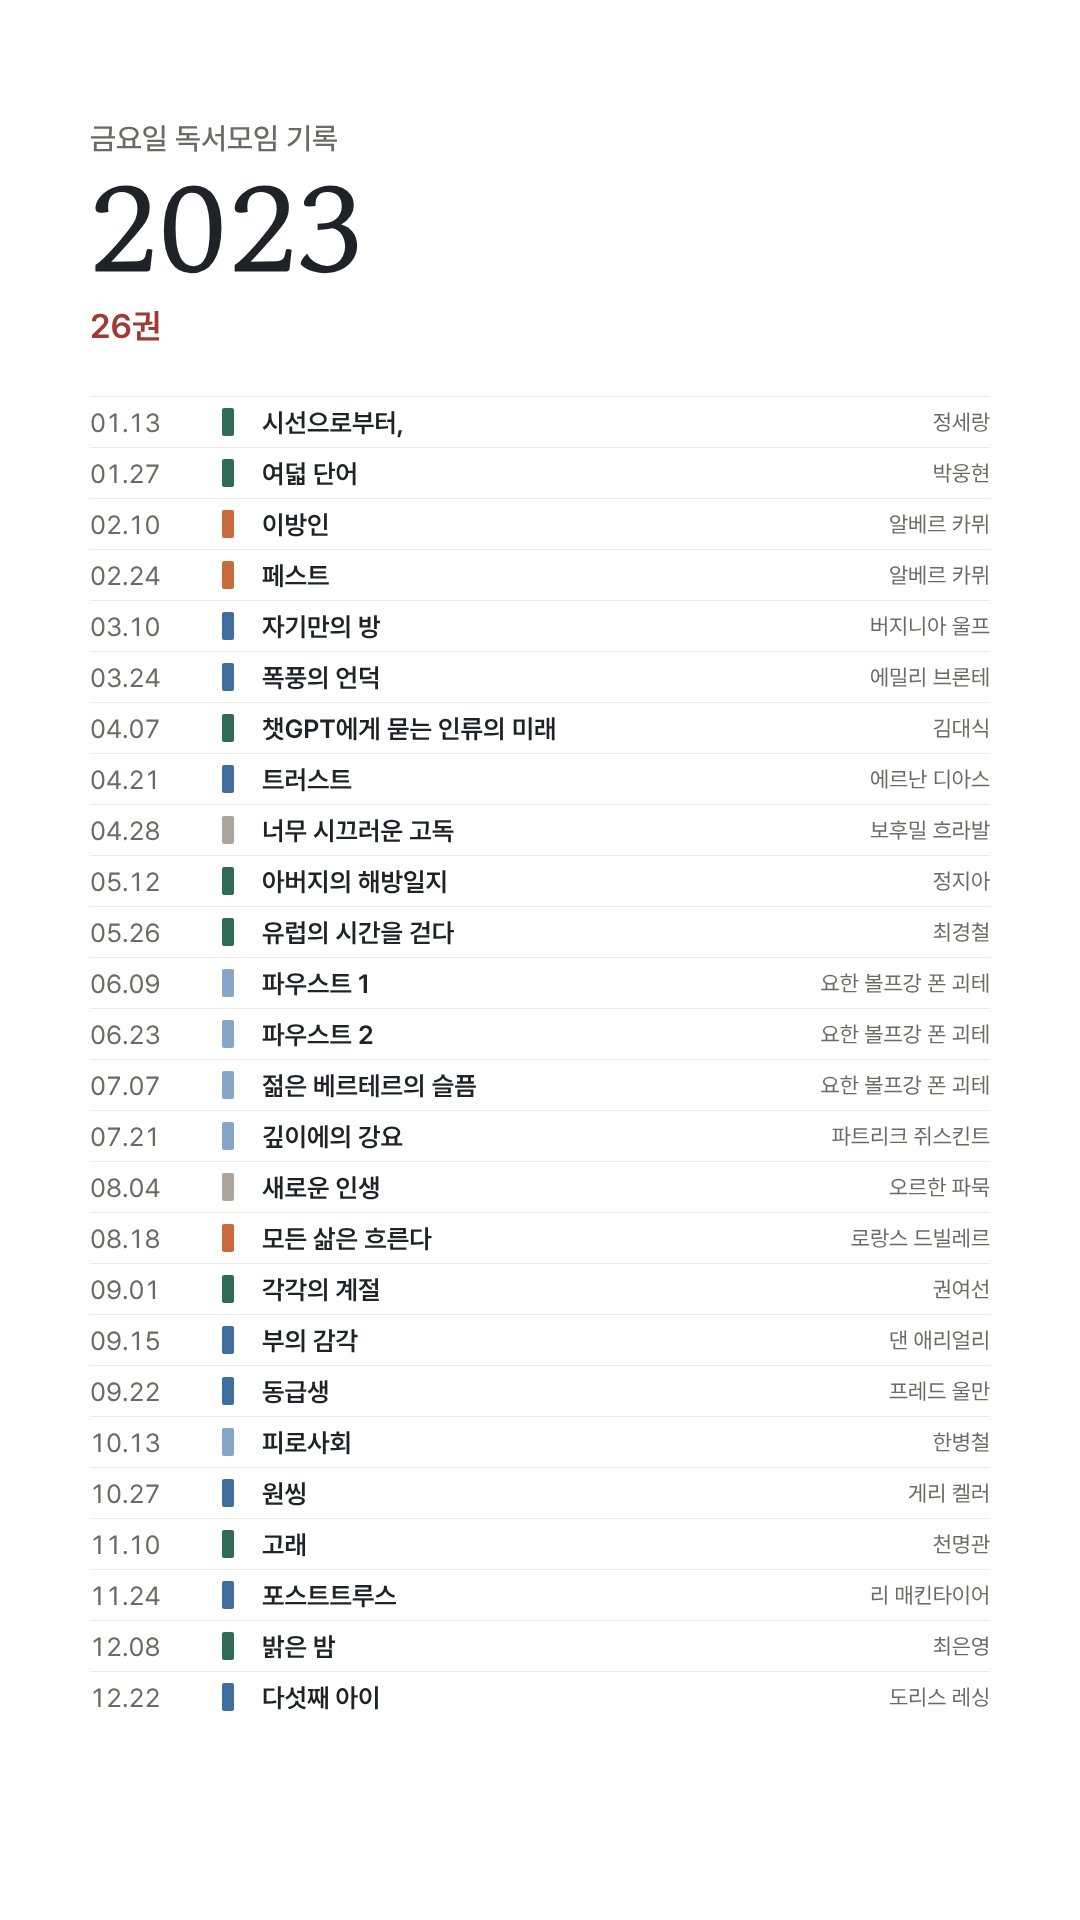 금요일 독서모임 기록
2023
26권
01.13 시선으로부터, 정세랑
01.27 여덟 단어 박웅현
02.10 이방인 알베르 카뮈
02.24 페스트 알베르 카뮈
03.10 자기만의 방 버지니아 울프
03.24 폭풍의 언덕 에밀리 브론테
04.07 챗GPT에게 묻는 인류의 미래 김대식
04.21 트러스트 에르난 디아스
04.28 너무 시끄러운 고독 보후밀 흐라발
05.12 아버지의 해방일지 정지아
05.26 유럽의 시간을 걷다 최경철
06.09 파우스트 1 요한 볼프강 폰 괴테
06.23 파우스트 2 요한 볼프강 폰 괴테
07.07 젊은 베르테르의 슬픔 요한 볼프강 폰 괴테
07.21 깊이에의 강요 파트리크 쥐스킨트
08.04 새로운 인생 오르한 파묵
08.18 모든 삶은 흐른다 로랑스 드빌레르
09.01 각각의 계절 권여선
09.15 부의 감각 댄 애리얼리
09.22 동급생 프레드 울만
10.13 피로사회 한병철
10.27 원씽 게리 켈러
11.10 고래 천명관
11.24 포스트트루스 리 매킨타이어
12.08 밝은 밤 최은영
12.22 다섯째 아이 도리스 레싱